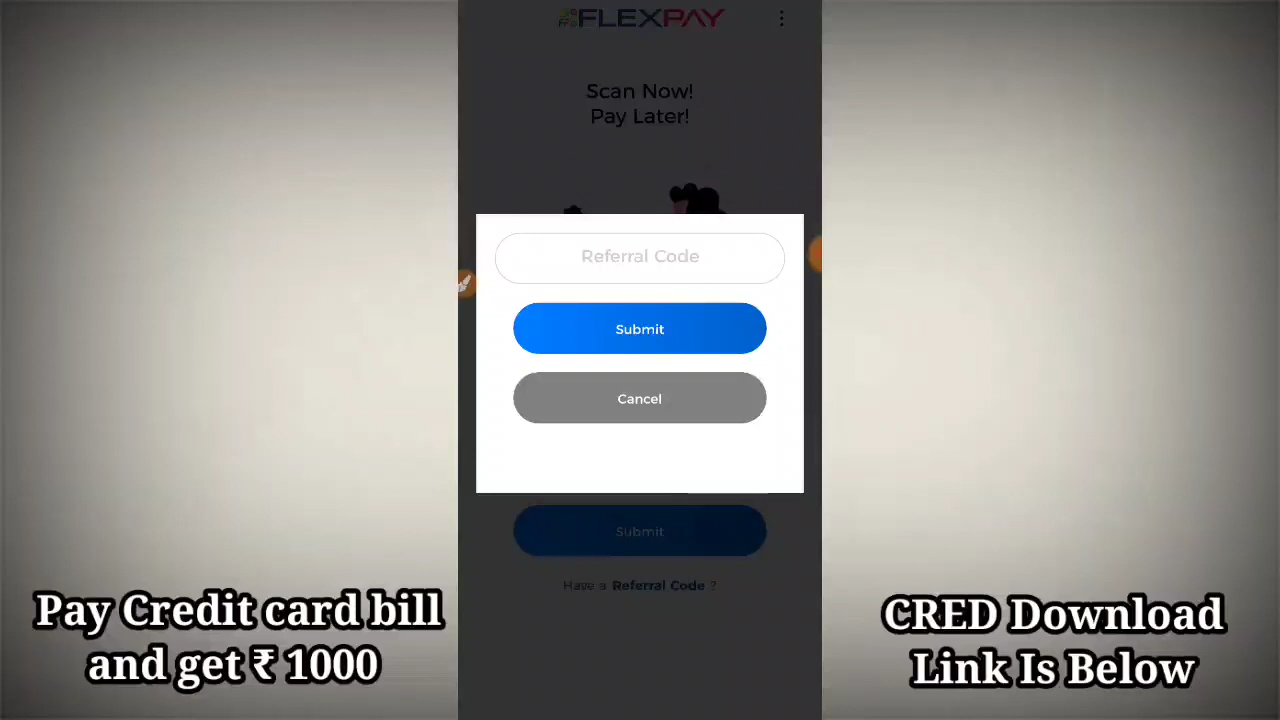 FLEXPAY
Scan Now!
Pay Later!
Referral Code
Submit
Cancel
Submit
Have a Referral Code ?
Pay Credit card bill
and get ₹ 1000
CRED Download
Link Is Below